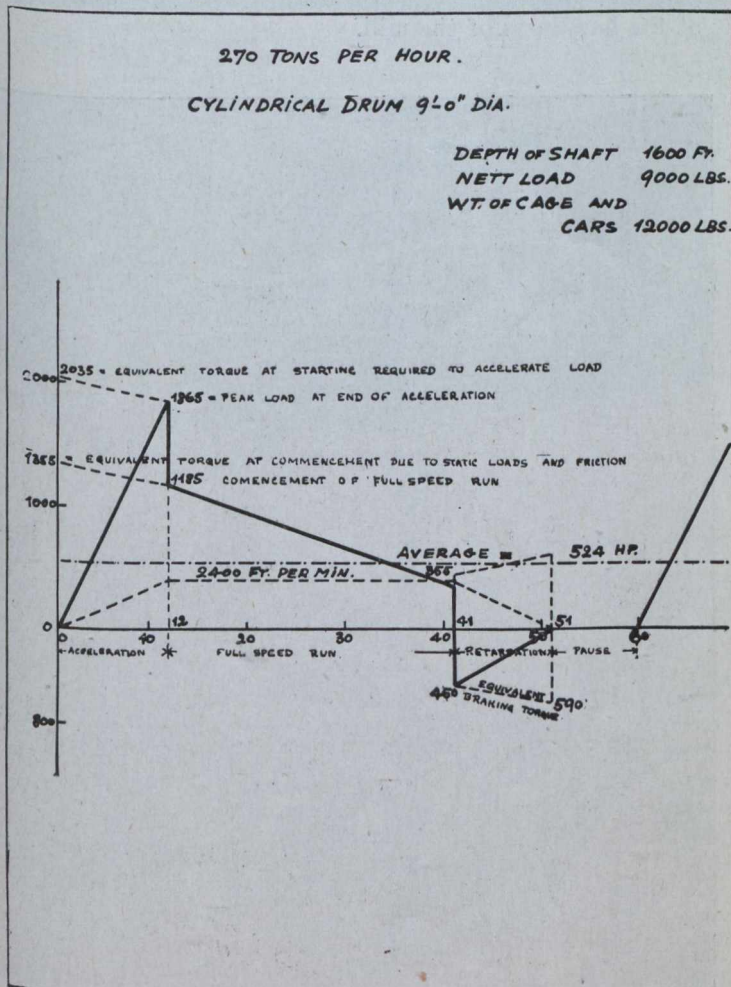 270 TONS PER HOUR.
CYLINDRICAL DRUM 9'-0" DIA.
DEPTH OF SHAFT 1600 FT.
NETT LOAD 9000 LBS.
WT. OF CAGE AND
CARS 12000 LBS.
2000
2035 = EQUIVALENT TORQUE AT STARTING REQUIRED TO ACCELERATE LOAD
1865 = PEAK LOAD AT END OF ACCELERATION
1355 = EQUIVALENT TORQUE AT COMMENCEMENT DUE TO STATIC LOADS AND FRICTION
1185 COMENCEMENT OF FULL SPEED RUN
1000
AVERAGE = 524 HP.
2400 FT. PER MIN.
0
0 10 12 20 30 40 41 50 51 60
ACCELERATION FULL SPEED RUN RETARDATION PAUSE
460 EQUIVALENT 590
BRAKING TORQUE
800